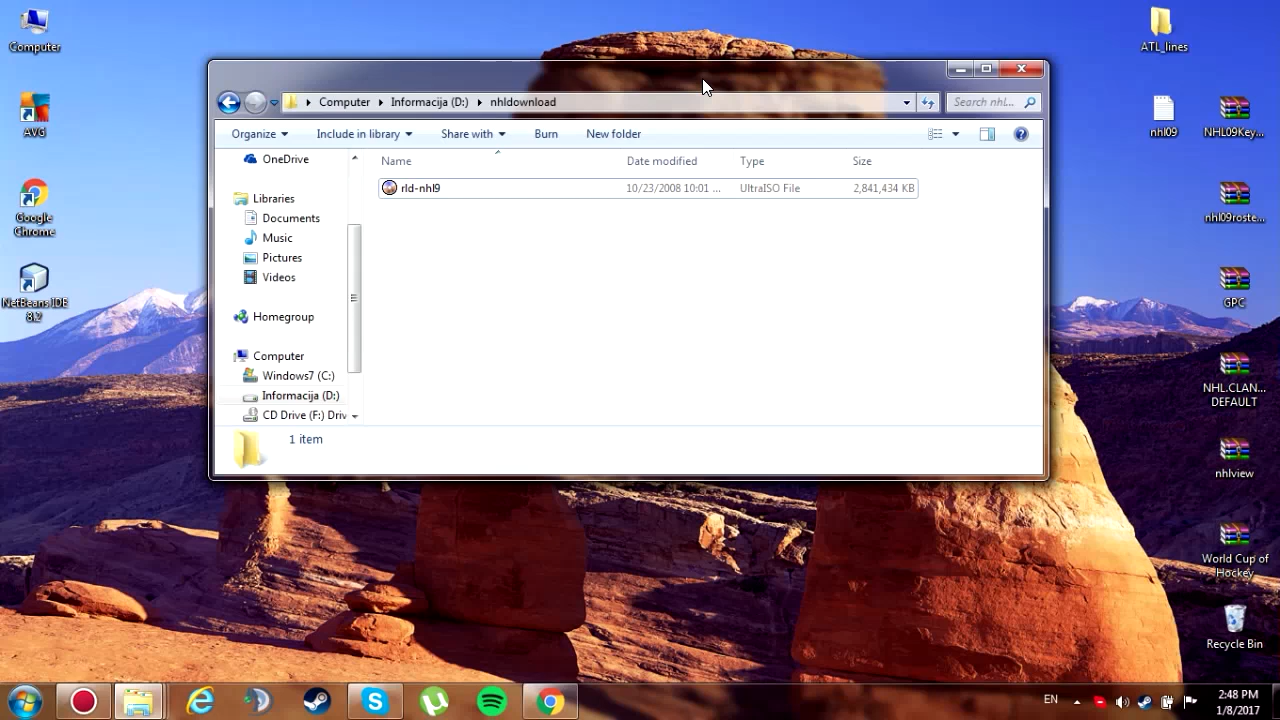 Computer
AVG
Google
Chrome
NetBeans IDE
8.2
Computer
Informacija (D:)
nhldownload
Search nhl...
Organize
Include in library
Share with
Burn
New folder
OneDrive
Libraries
Documents
Music
Pictures
Videos
Homegroup
Computer
Windows7 (C:)
Informacija (D:)
CD Drive (F:) Driv
Name
Date modified
Type
Size
rld-nhl9
10/23/2008 10:01 ...
UltraISO File
2,841,434 KB
1 item
ATL_lines
nhl09
NHL09Key...
nhl09roste...
GPC
NHL.CLAN...
DEFAULT
nhlview
World Cup of
Hockey
Recycle Bin
EN
2:48 PM
1/8/2017